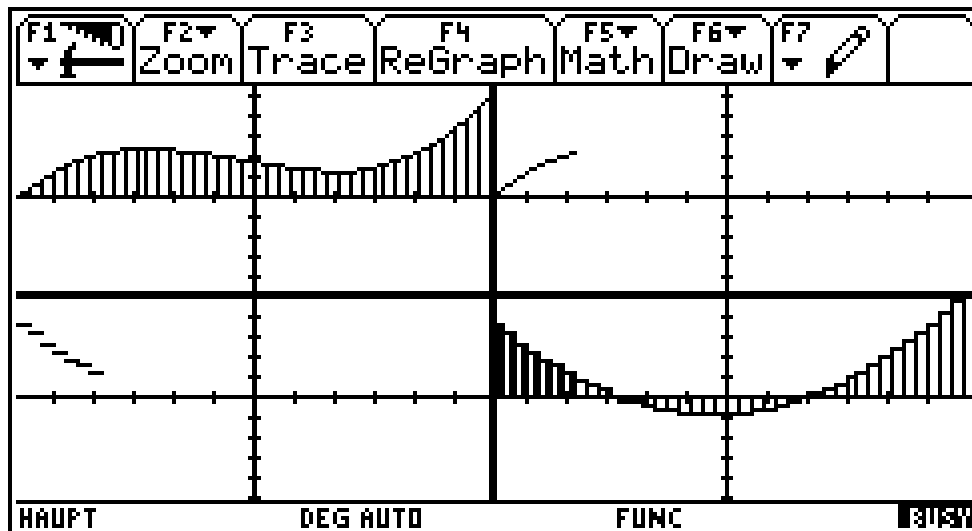 F1 F2 F3 F4 F5 F6 F7
Zoom Trace ReGraph Math Draw
HAUPT DEG AUTO FUNC BUSY